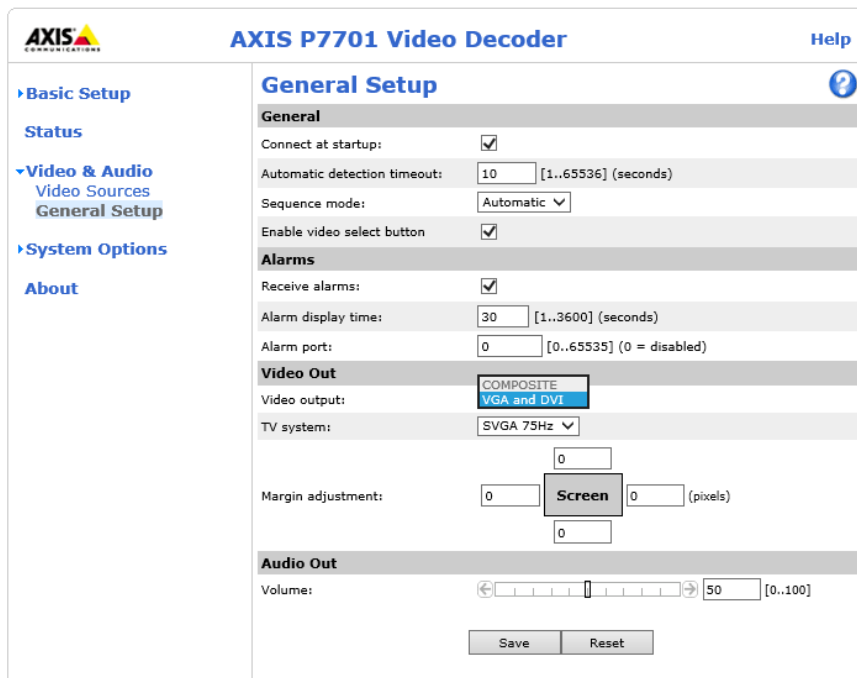 AXIS
COMMUNICATIONS
AXIS P7701 Video Decoder
Help
Basic Setup
Status
Video & Audio
Video Sources
General Setup
System Options
About
General Setup
?
General
Connect at startup:
Automatic detection timeout: 10 [1..65536] (seconds)
Sequence mode: Automatic
Enable video select button
Alarms
Receive alarms:
Alarm display time: 30 [1..3600] (seconds)
Alarm port: 0 [0..65535] (0 = disabled)
Video Out
COMPOSITE
Video output: VGA and DVI
TV system: SVGA 75Hz
0
Margin adjustment: 0 Screen 0 (pixels)
0
Audio Out
Volume: 50 [0..100]
Save Reset